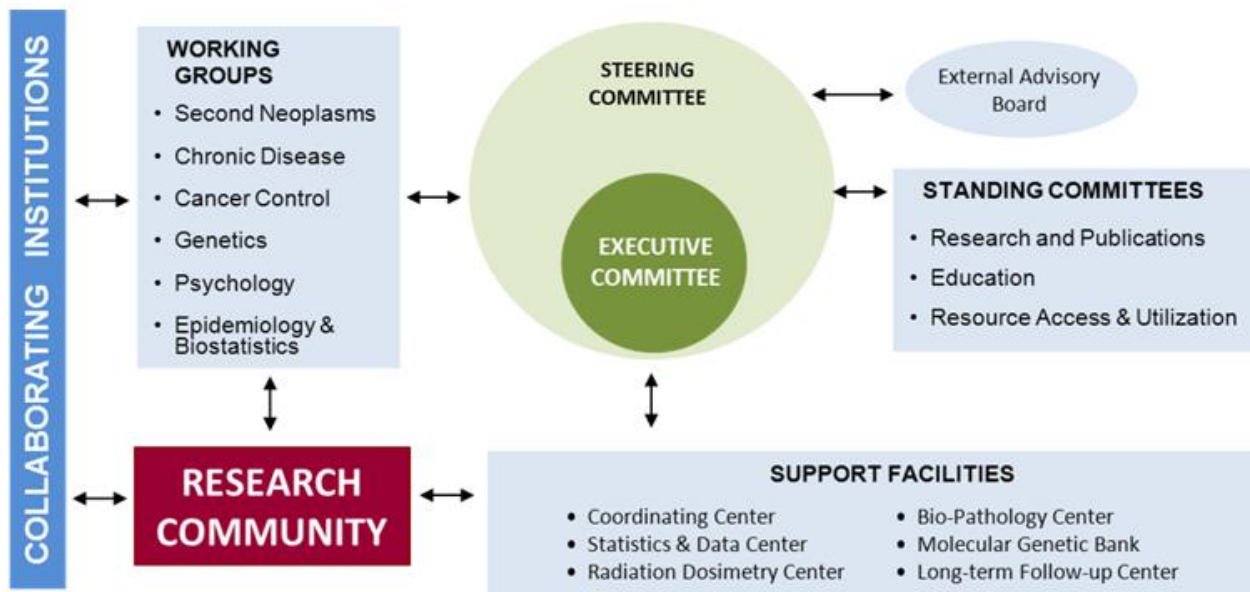 COLLABORATING INSTITUTIONS
WORKING
GROUPS
• Second Neoplasms
• Chronic Disease
• Cancer Control
• Genetics
• Psychology
• Epidemiology &
Biostatistics
STEERING
COMMITTEE
EXECUTIVE
COMMITTEE
External Advisory
Board
STANDING COMMITTEES
• Research and Publications
• Education
• Resource Access & Utilization
RESEARCH
COMMUNITY
SUPPORT FACILITIES
• Coordinating Center
• Statistics & Data Center
• Radiation Dosimetry Center
• Bio-Pathology Center
• Molecular Genetic Bank
• Long-term Follow-up Center